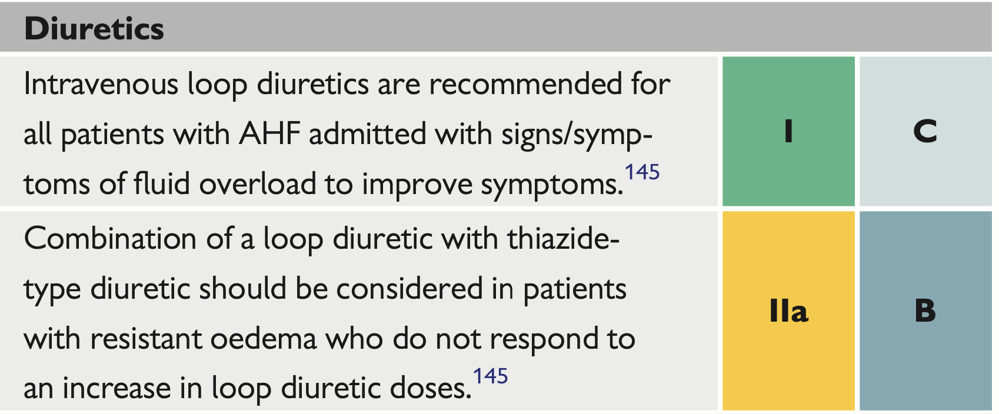 Diuretics
Intravenous loop diuretics are recommended for
all patients with AHF admitted with signs/symp-
toms of fluid overload to improve symptoms.145
I
C
Combination of a loop diuretic with thiazide-
type diuretic should be considered in patients
with resistant oedema who do not respond to
an increase in loop diuretic doses.145
IIa
B